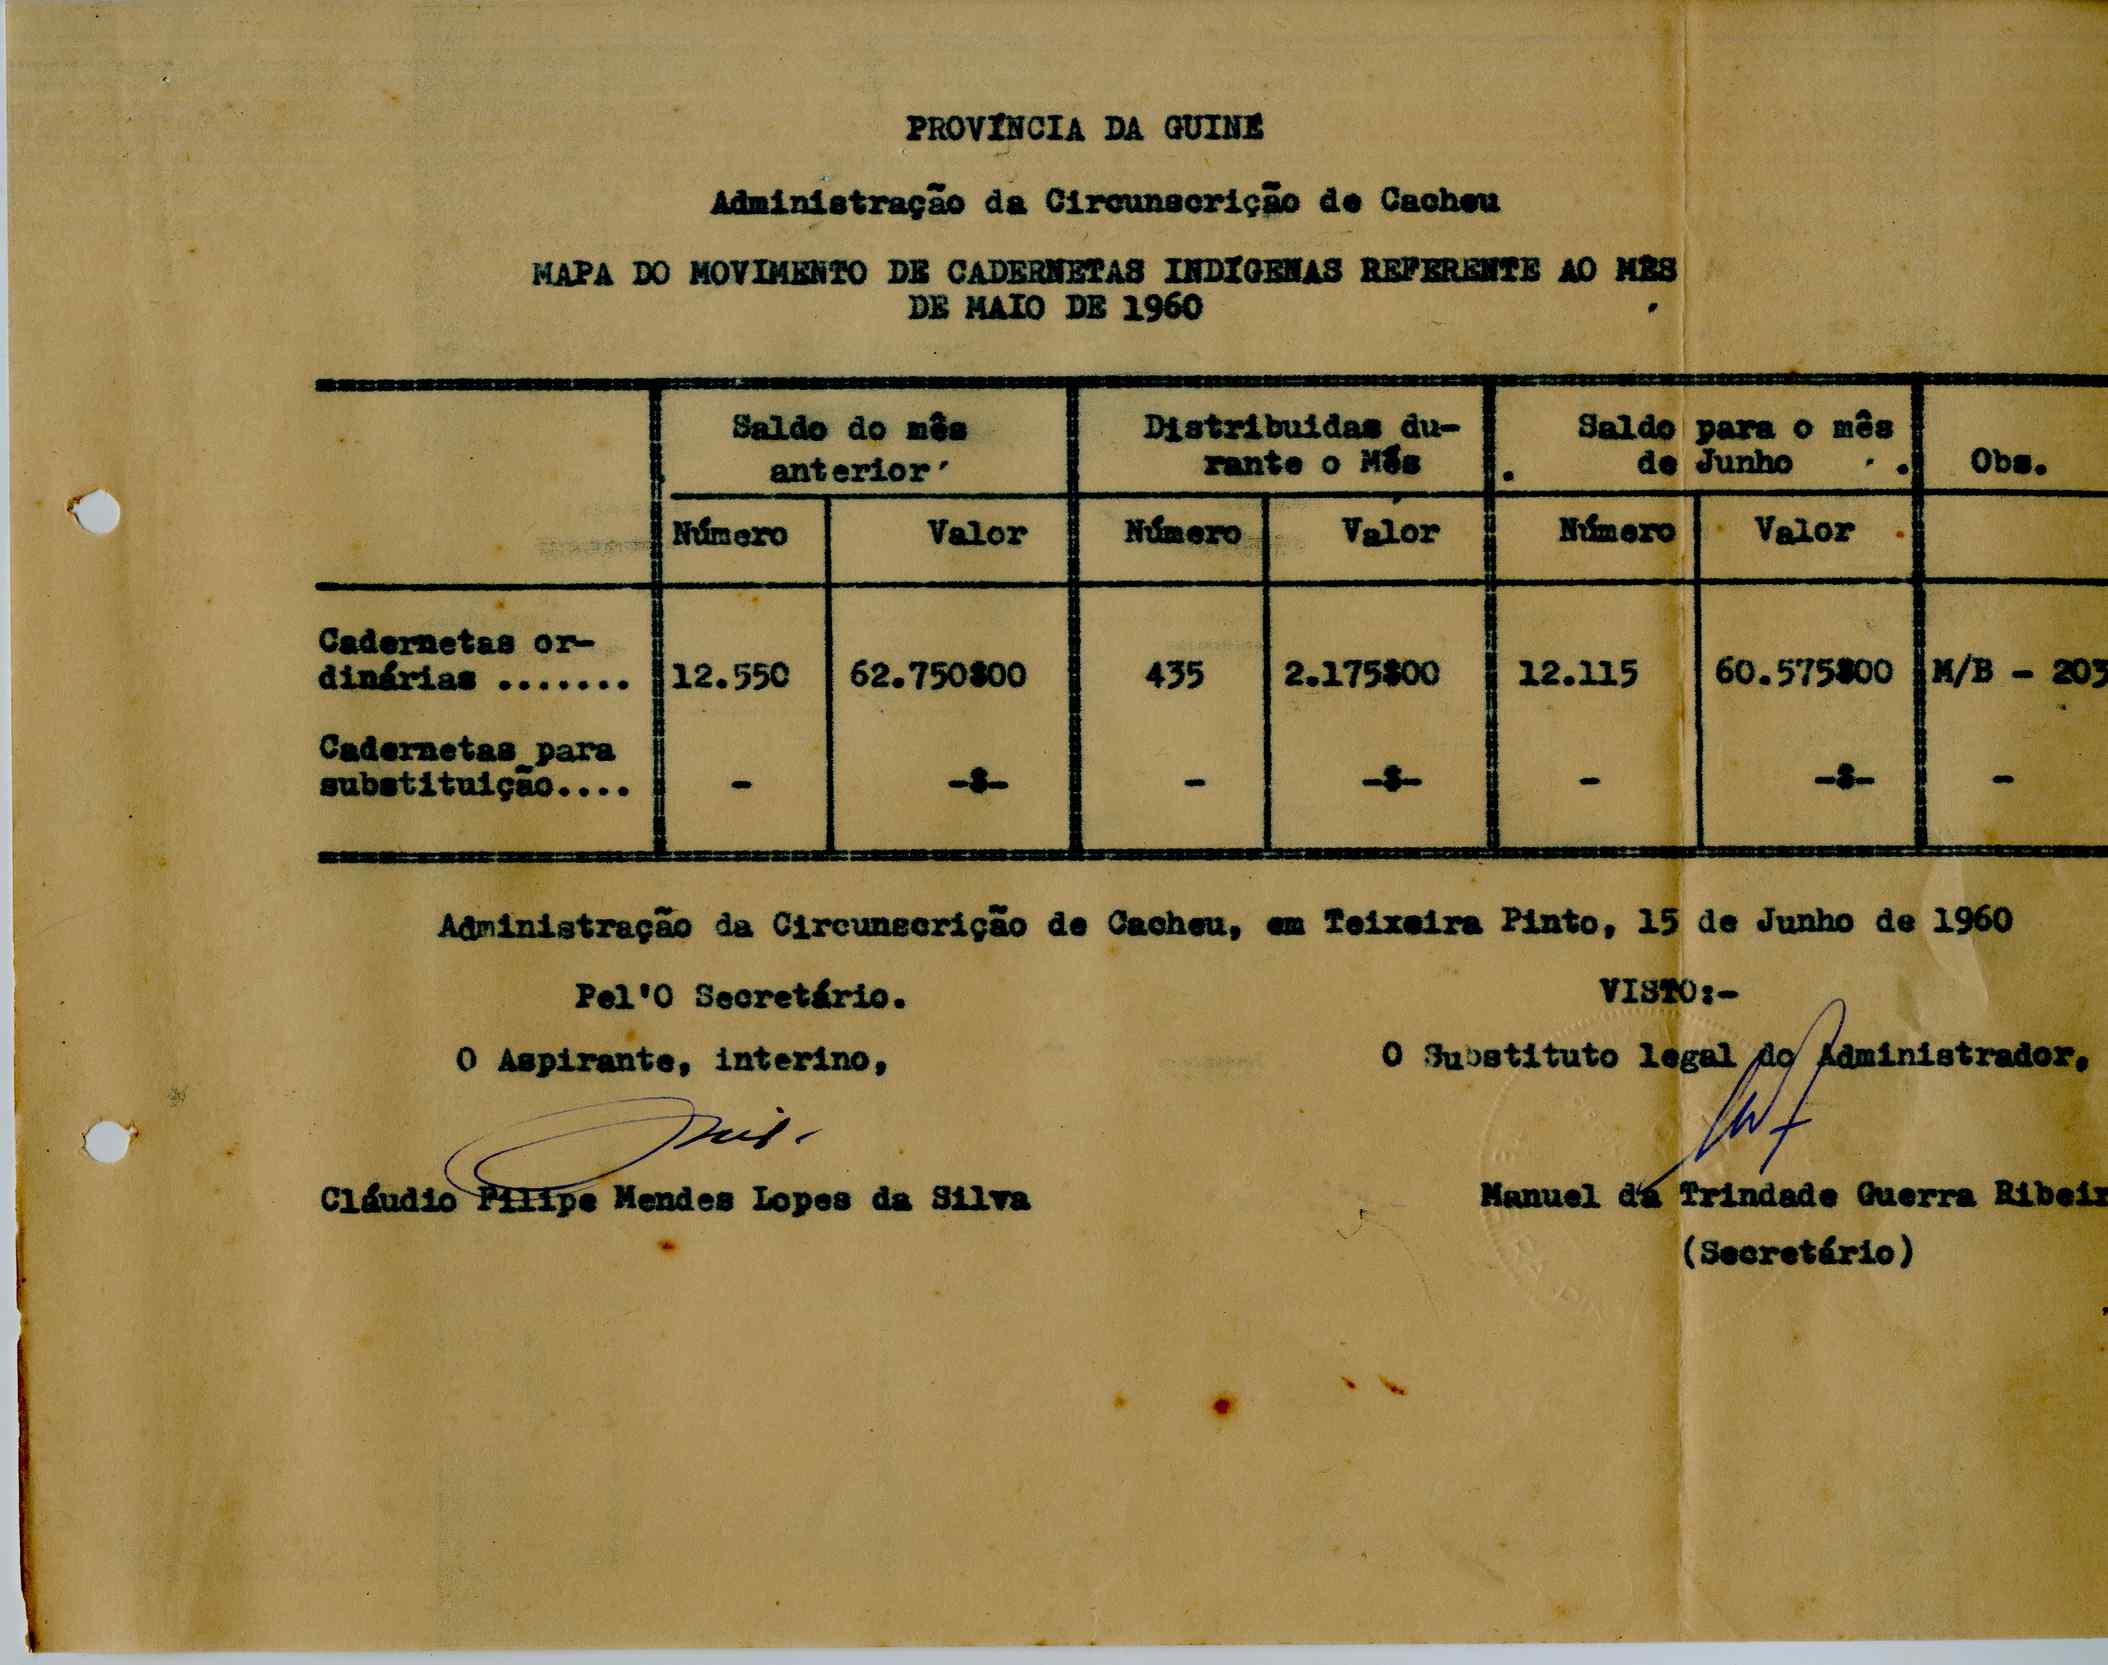 PROVÍNCIA DA GUINÉ
Administração da Circunscrição de Cacheu
MAPA DO MOVIMENTO DE CADERNETAS INDÍGENAS REFERENTE AO MÊS
DE MAIO DE 1960
Saldo do mês Distribuidas du- Saldo para o mês
anterior rante o Mês de Junho . Obs.
Número Valor Número Valor Número Valor
Cadernetas or-
dinárias ....... 12.550 62.750$00 435 2.175$00 12.115 60.575$00 M/B - 203
Cadernetas para
substituição.... - -$- - -$- - -$- -
Administração da Circunscrição de Cacheu, em Teixeira Pinto, 15 de Junho de 1960
Pel'O Secretário. VISTO:-
O Aspirante, interino, O Substituto legal do Administrador,
Cláudio Filipe Mendes Lopes da Silva Manuel da Trindade Guerra Ribeir
(Secretário)